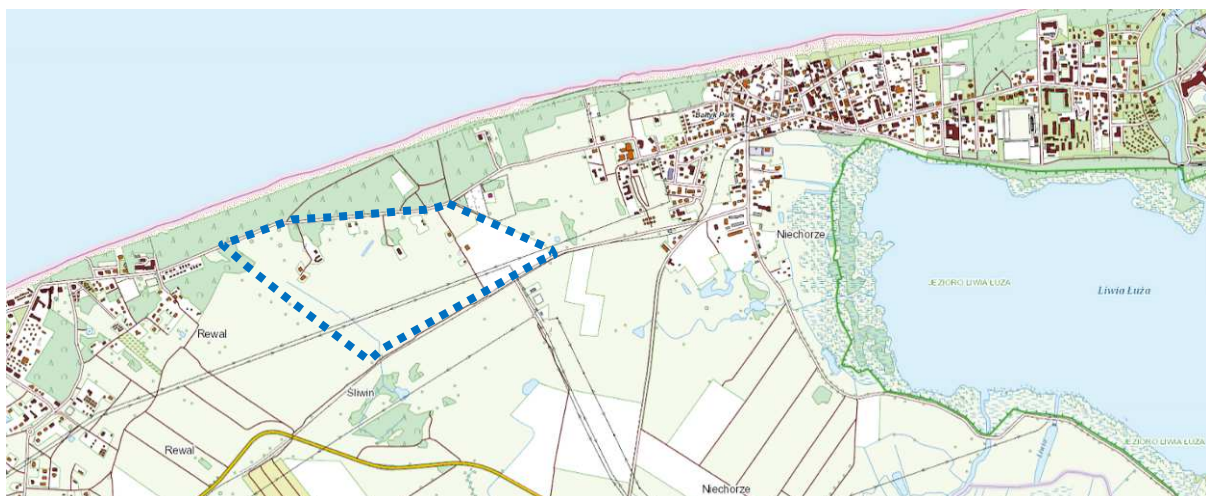 Bałtyk Park
Niechorze
JEZIORO LIWIA ŁUŻA
Liwia Łuża
Rewal
Śliwin
JEZIORO LIWIA ŁUŻA
Rewal
Niechorze